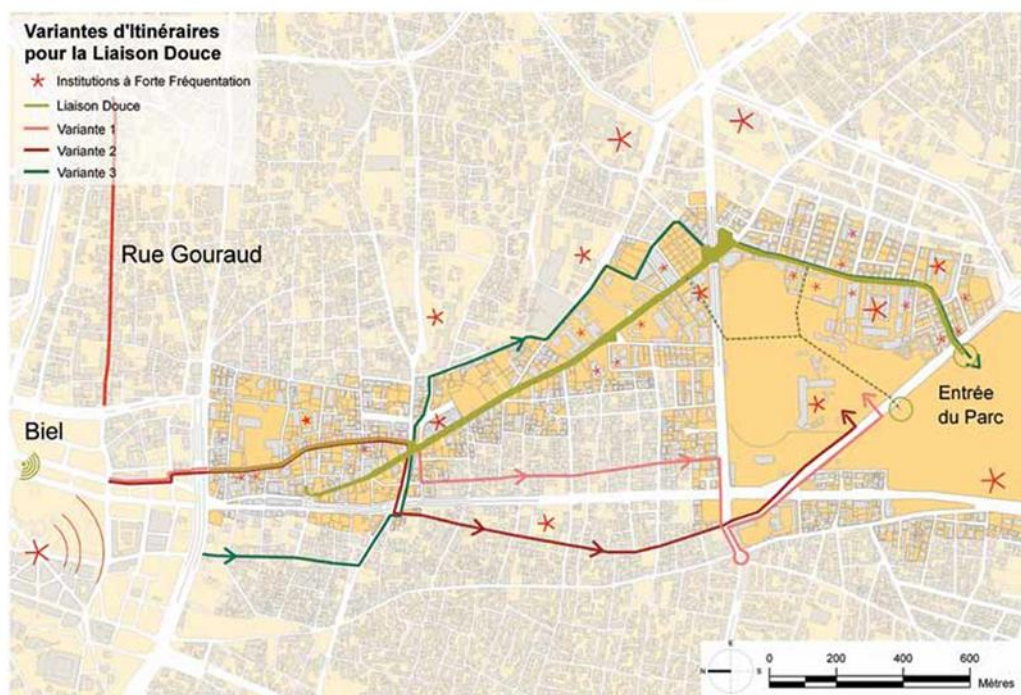 Variantes d'Itinéraires
pour la Liaison Douce
Institutions à Forte Fréquentation
Liaison Douce
Variante 1
Variante 2
Variante 3
Rue Gouraud
Biel
Entrée
du Parc
N
S
0 200 400 600
Mètres